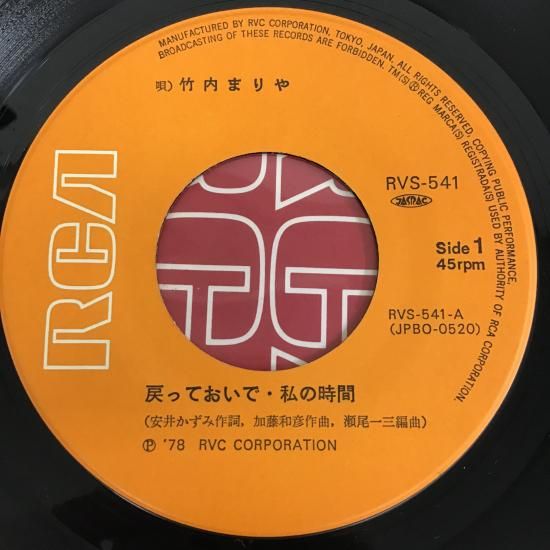 MANUFACTURED BY RVC CORPORATION, TOKYO, JAPAN. ALL RIGHTS RESERVED. COPYING PUBLIC PERFORMANCE,
BROADCASTING OF THESE RECORDS ARE FORBIDDEN. TM(S)®REG MARCA(S) REGISTRADA(S) USED BY AUTHORITY OF RCA CORPORATION.
唄) 竹内まりや
RCA
RVS-541
JASRAC
Side 1
45rpm
RVS-541-A
(JPBO-0520)
戻っておいで・私の時間
(安井かずみ作詞, 加藤和彦作曲, 瀬尾一三編曲)
℗ '78 RVC CORPORATION